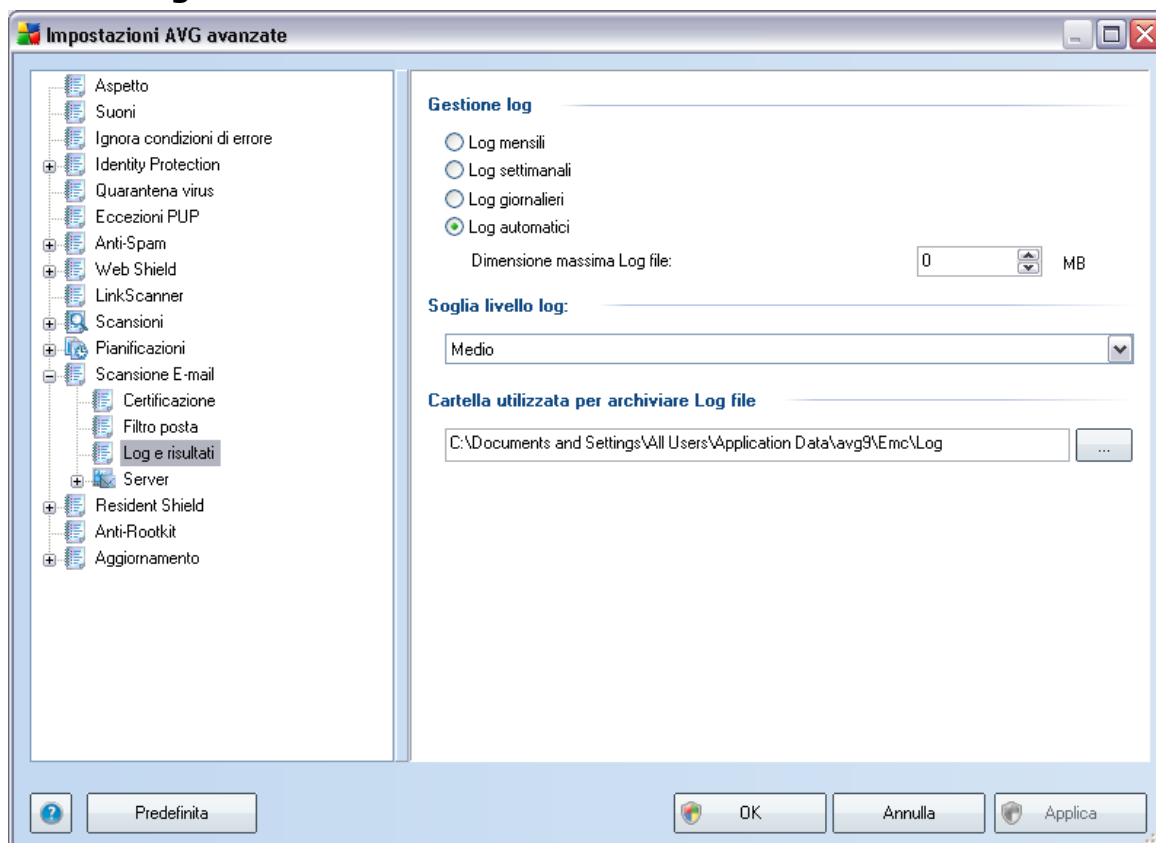 Impostazioni AVG avanzate
Aspetto
Suoni
Ignora condizioni di errore
Identity Protection
Quarantena virus
Eccezioni PUP
Anti-Spam
Web Shield
LinkScanner
Scansioni
Pianificazioni
Scansione E-mail
Certificazione
Filtro posta
Log e risultati
Server
Resident Shield
Anti-Rootkit
Aggiornamento
Gestione log
Log mensili
Log settimanali
Log giornalieri
Log automatici
Dimensione massima Log file: 0 MB
Soglia livello log:
Medio
Cartella utilizzata per archiviare Log file
C:\Documents and Settings\All Users\Application Data\avg9\Emc\Log ...
? Predefinita OK Annulla Applica